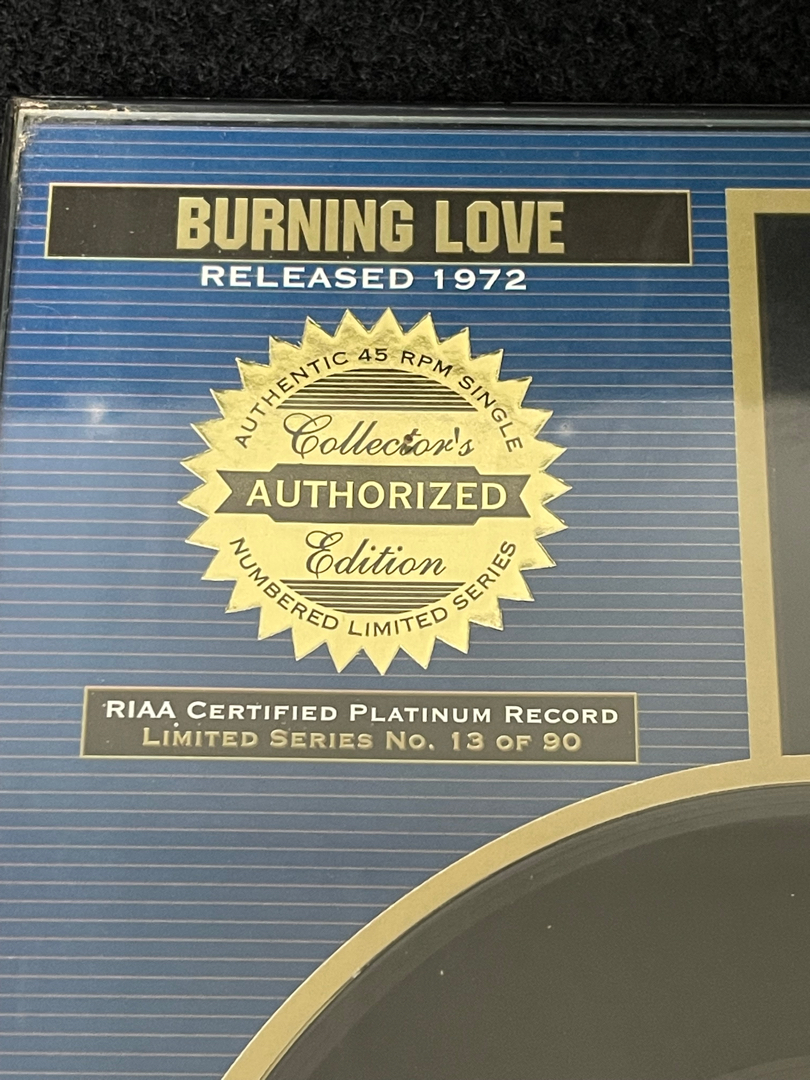 BURNING LOVE
RELEASED 1972
AUTHENTIC 45 RPM SINGLE
Collector's
AUTHORIZED
Edition
NUMBERED LIMITED SERIES
RIAA CERTIFIED PLATINUM RECORD
LIMITED SERIES NO. 13 OF 90